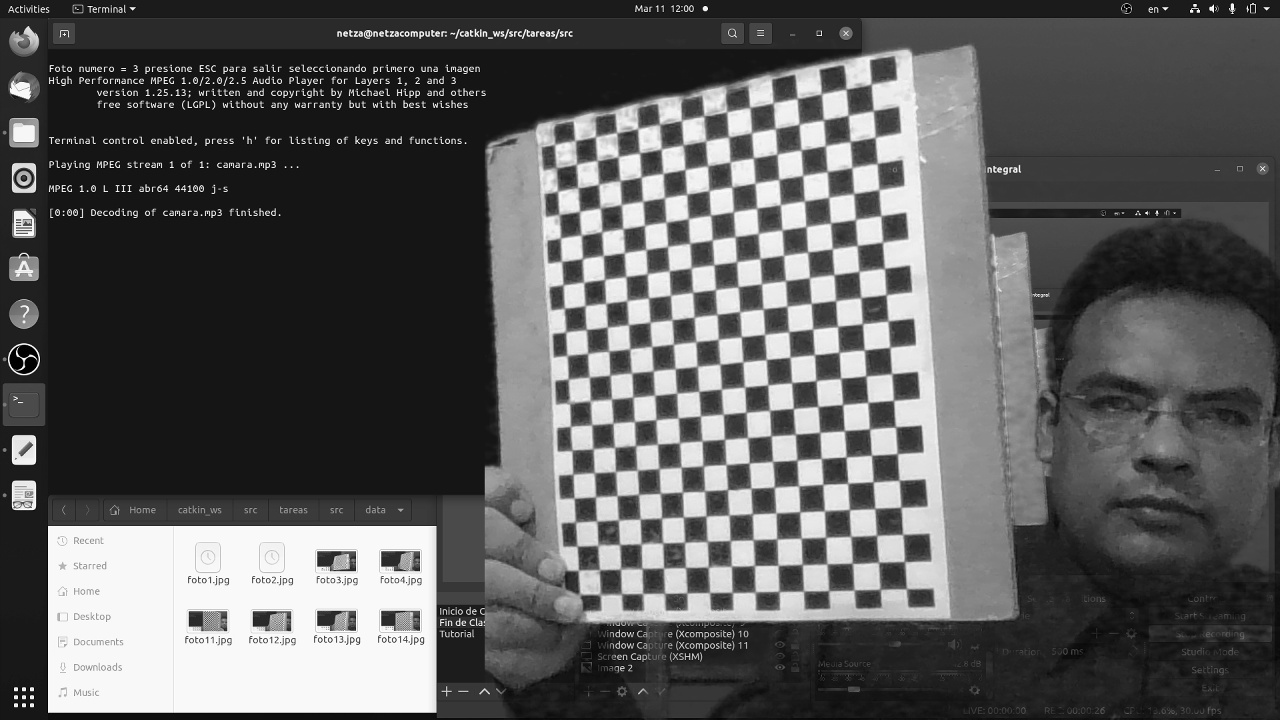 Activities
Terminal
Mar 11 12:00
en
netza@netzacomputer: ~/catkin_ws/src/tareas/src
Foto numero = 3 presione ESC para salir seleccionando primero una imagen
High Performance MPEG 1.0/2.0/2.5 Audio Player for Layers 1, 2 and 3
version 1.25.13; written and copyright by Michael Hipp and others
free software (LGPL) without any warranty but with best wishes
Terminal control enabled, press 'h' for listing of keys and functions.
Playing MPEG stream 1 of 1: camara.mp3 ...
MPEG 1.0 L III abr64 44100 j-s
[0:00] Decoding of camara.mp3 finished.
Integral
en
Integral
Home catkin_ws src tareas src data
Recent
Starred
Home
Desktop
Documents
Downloads
Music
foto1.jpg foto2.jpg foto3.jpg foto4.jpg
foto11.jpg foto12.jpg foto13.jpg foto14.jpg
Inicio de C
Fin de Clas
Tutorial
Window Capture (Xcomposite) 10
Window Capture (Xcomposite) 11
Screen Capture (XSHM)
Image 2
Media Source
Duration
Start Streaming
Recording
Studio Mode
Settings
Exit
LIVE: 00:00:00
REC: 00:00:26